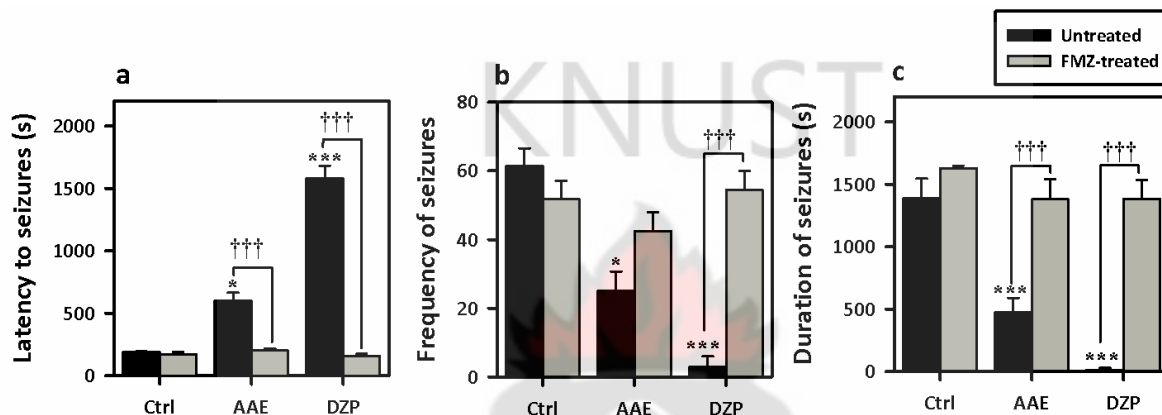 KNUST
Untreated
FMZ-treated
a
Latency to seizures (s)
2000
1500
1000
500
0
*
†††
***
†††
Ctrl
AAE
DZP
b
Frequency of seizures
80
60
40
20
0
*
***
†††
Ctrl
AAE
DZP
c
Duration of seizures (s)
2000
1500
1000
500
0
***
†††
***
†††
Ctrl
AAE
DZP